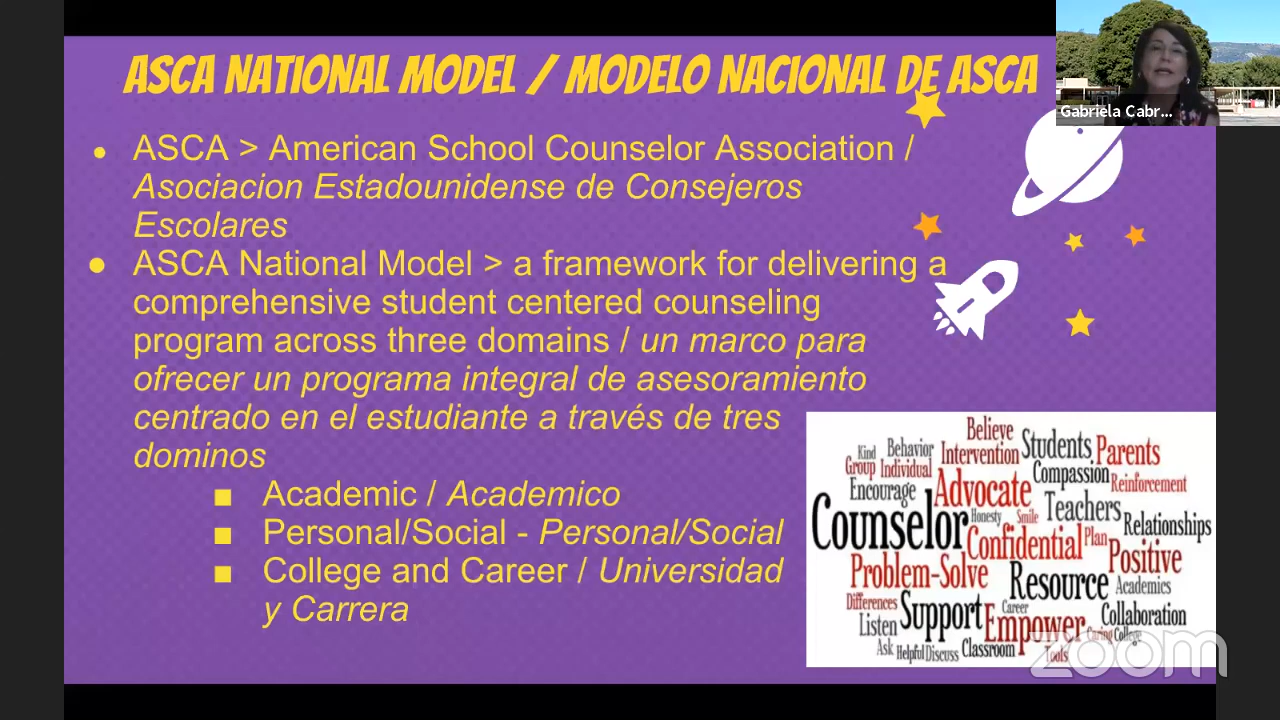 ASCA NATIONAL MODEL / MODELO NACIONAL DE ASCA
Gabriela Cabr...
• ASCA > American School Counselor Association /
Asociacion Estadounidense de Consejeros
Escolares
● ASCA National Model > a framework for delivering a
comprehensive student centered counseling
program across three domains / un marco para
ofrecer un programa integral de asesoramiento
centrado en el estudiante a través de tres
dominos
■ Academic / Academico
■ Personal/Social - Personal/Social
■ College and Career / Universidad
y Carrera
Believe
Kind Behavior Intervention Students Parents
Group Individual Compassion
Encourage Advocate Reinforcement
Counselor Honesty Smile Teachers
Relationships
Confidential Plan Positive
Problem-Solve Resource Academics
Differences Support Career Collaboration
Listen Empower Caring College
Ask Helpful Discuss Classroom Tools
zoom